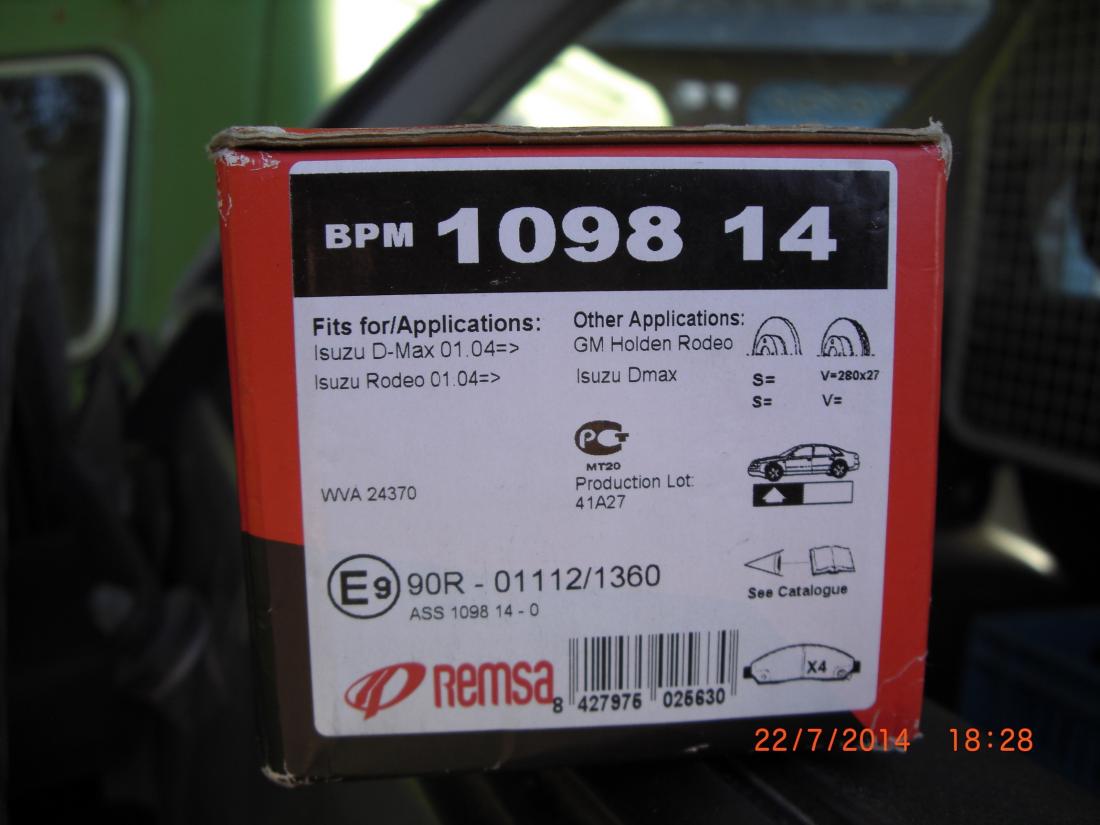 BPM 1098 14
Fits for/Applications:
Isuzu D-Max 01.04=>
Isuzu Rodeo 01.04=>
Other Applications:
GM Holden Rodeo
Isuzu Dmax
S= V=280x27
S= V=
PCT
MT20
Production Lot:
41A27
WVA 24370
E9 90R - 01112/1360
ASS 1098 14 - 0
See Catalogue
Remsa
8 427975 025630
X4
22/7/2014 18:28